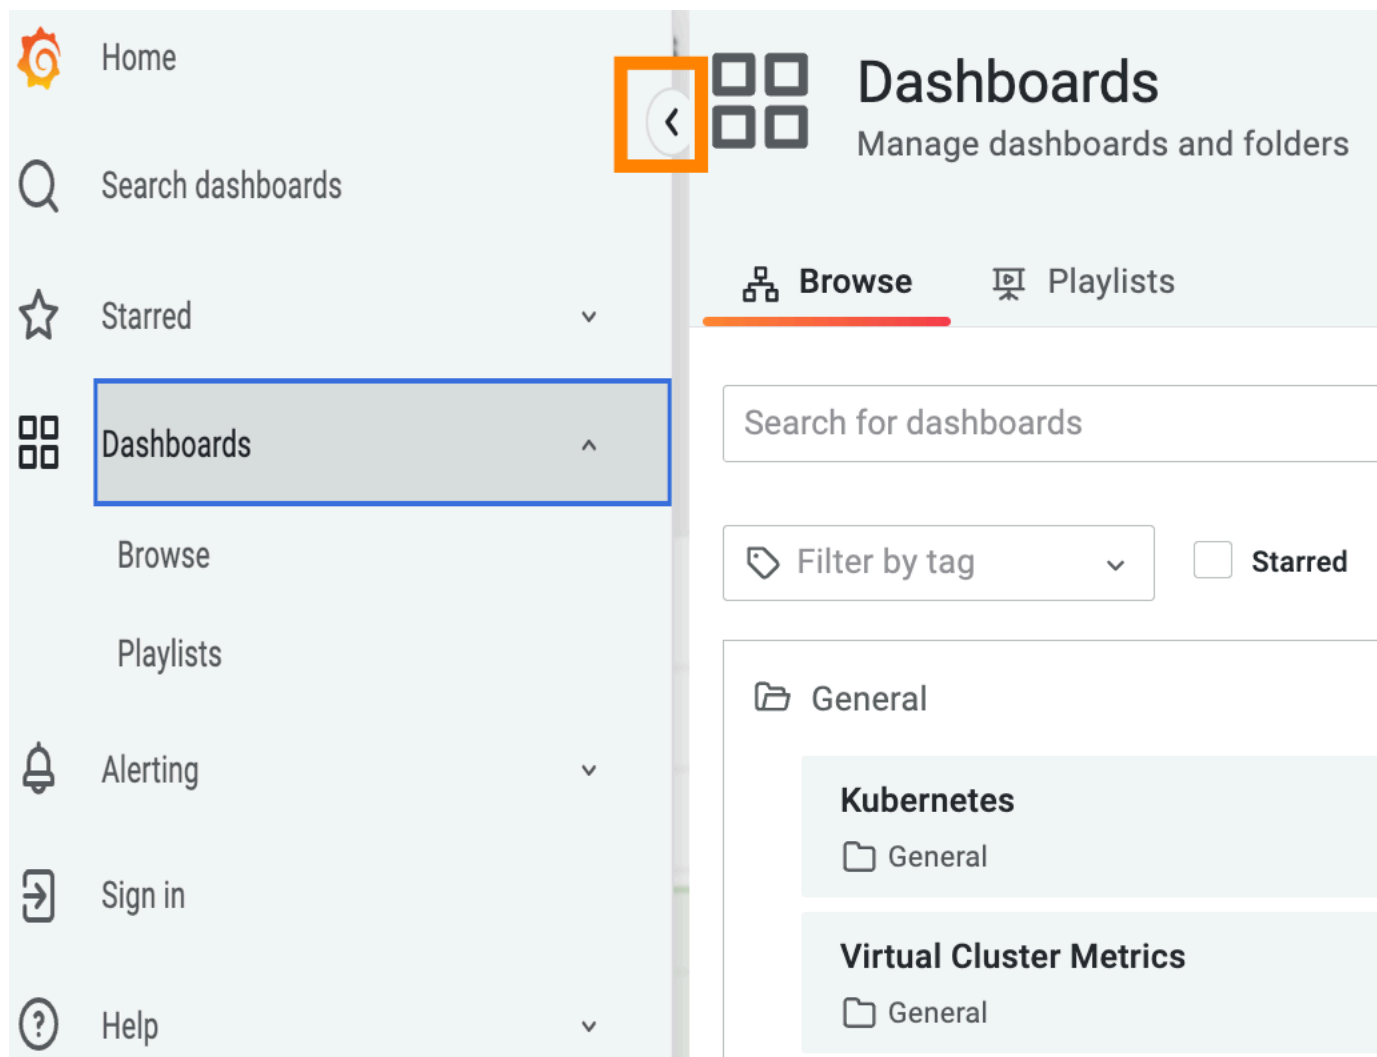 Home
Search dashboards
Starred
Dashboards
Browse
Playlists
Alerting
Sign in
Help
Dashboards
Manage dashboards and folders
Browse
Playlists
Search for dashboards
Filter by tag
Starred
General
Kubernetes
General
Virtual Cluster Metrics
General